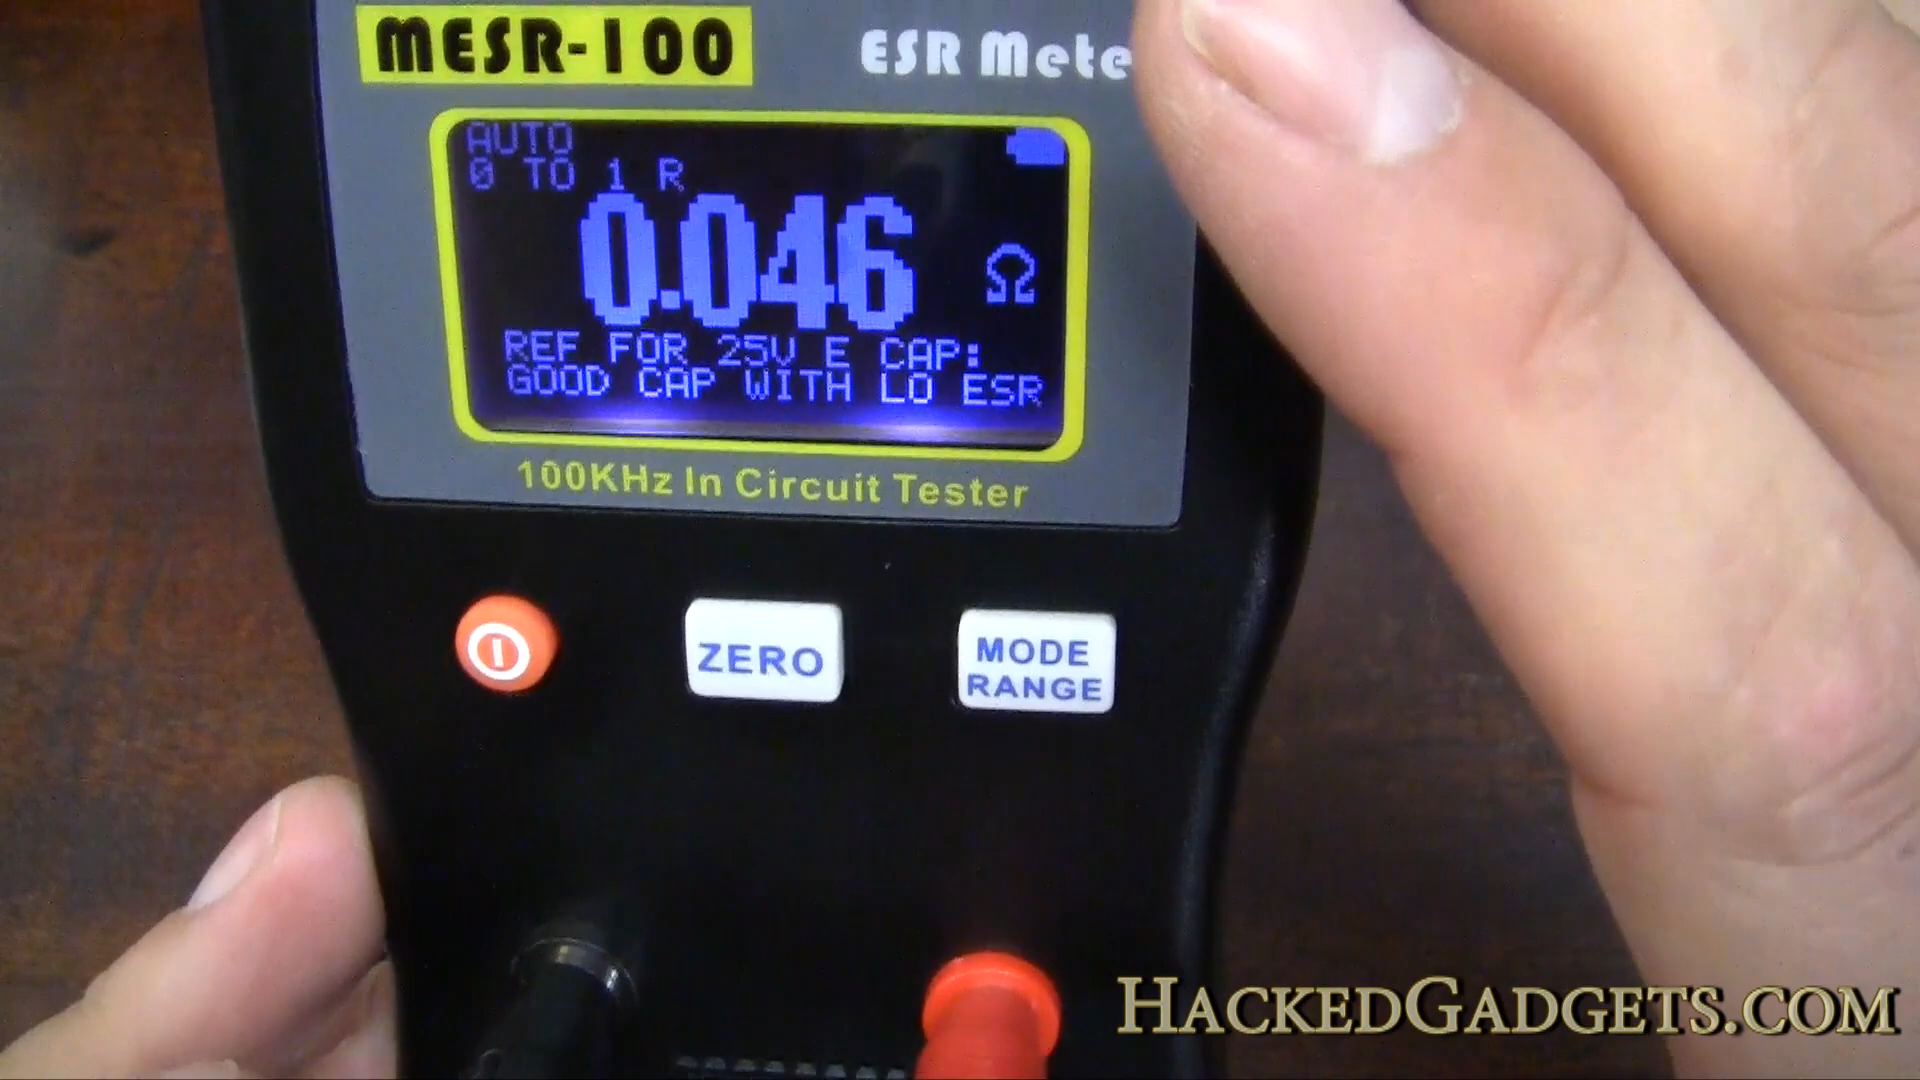 MESR-100 ESR Mete
AUTO
0 TO 1 R
0.046 Ω
REF FOR 25V E CAP:
GOOD CAP WITH LO ESR
100KHz In Circuit Tester
ZERO
MODE
RANGE
HACKEDGADGETS.COM